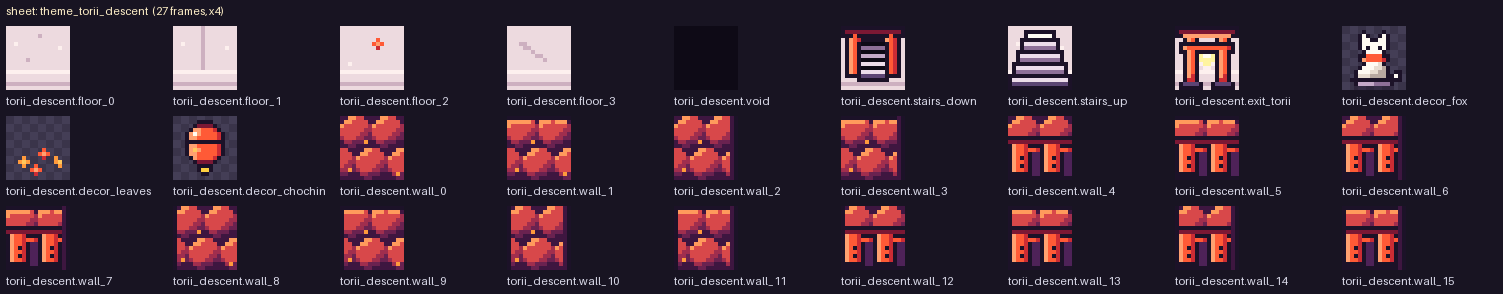 sheet: theme_torii_descent (27 frames, x4)
torii_descent.floor_0 torii_descent.floor_1 torii_descent.floor_2 torii_descent.floor_3 torii_descent.void torii_descent.stairs_down torii_descent.stairs_up torii_descent.exit_torii torii_descent.decor_fox
torii_descent.decor_leaves torii_descent.decor_chochin torii_descent.wall_0 torii_descent.wall_1 torii_descent.wall_2 torii_descent.wall_3 torii_descent.wall_4 torii_descent.wall_5 torii_descent.wall_6
torii_descent.wall_7 torii_descent.wall_8 torii_descent.wall_9 torii_descent.wall_10 torii_descent.wall_11 torii_descent.wall_12 torii_descent.wall_13 torii_descent.wall_14 torii_descent.wall_15